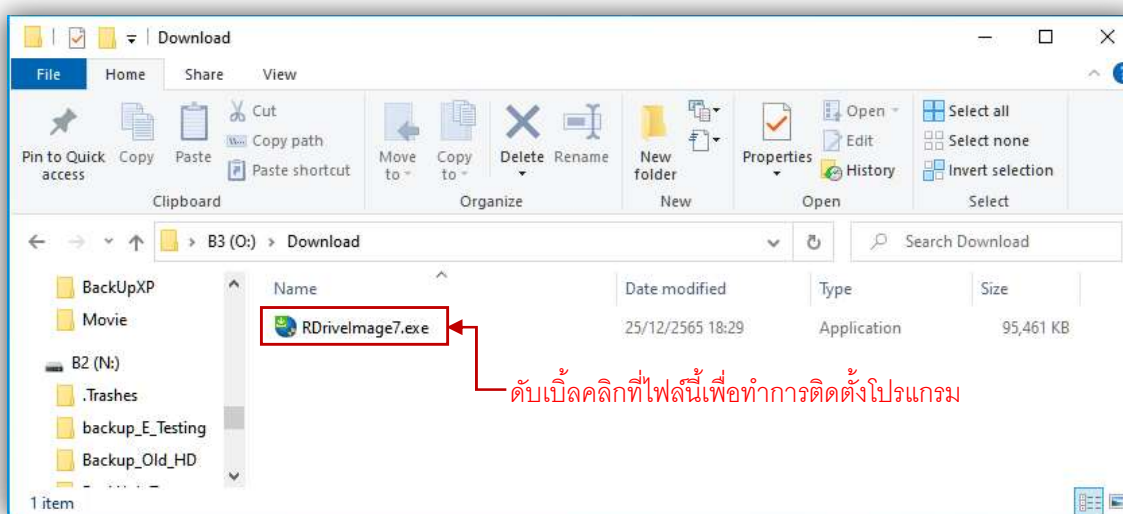 Download
File Home Share View
Pin to Quick access
Copy
Paste
Cut
Copy path
Paste shortcut
Clipboard
Move to
Copy to
Delete
Rename
Organize
New folder
New
Properties
Open
Edit
History
Open
Select all
Select none
Invert selection
Select
B3 (O:) > Download
Search Download
BackUpXP
Movie
B2 (N:)
.Trashes
backup_E_Testing
Backup_Old_HD
Name Date modified Type Size
RDriveImage7.exe 25/12/2565 18:29 Application 95,461 KB
ดับเบิ้ลคลิกที่ไฟล์นี้เพื่อทำการติดตั้งโปรแกรม
1 item